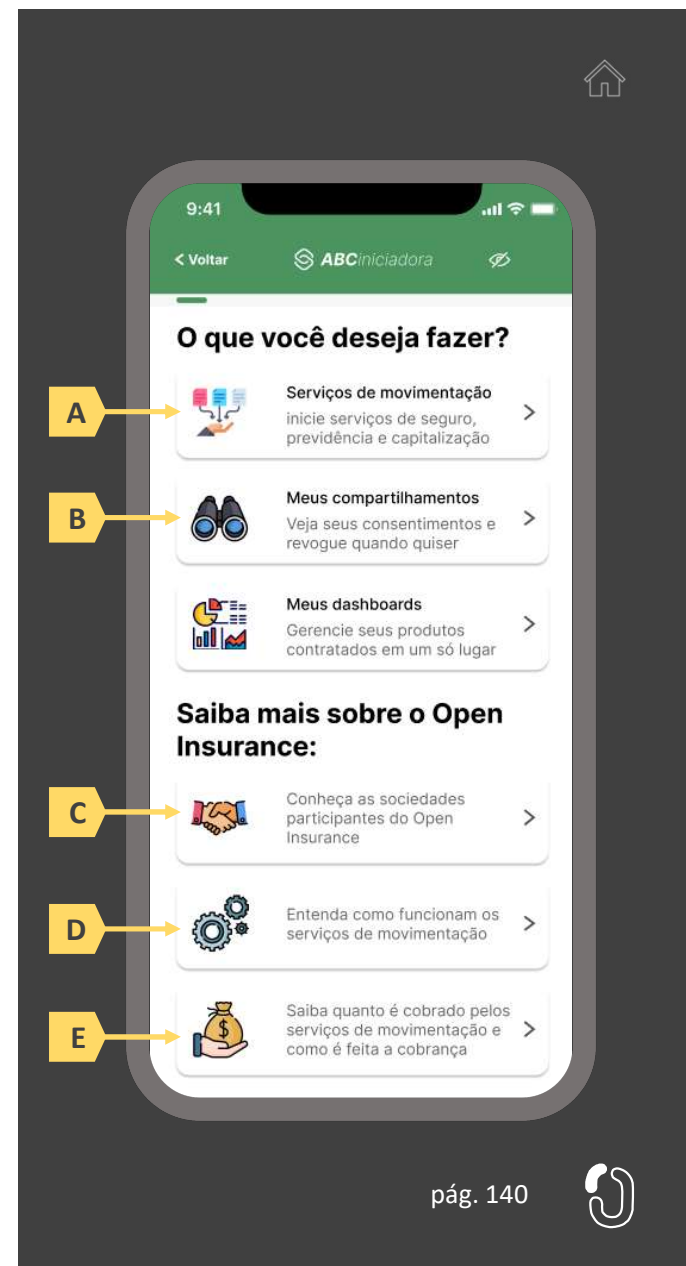 9:41
< Voltar
ABCiniciadora
O que você deseja fazer?
A
Serviços de movimentação
inicie serviços de seguro,
previdência e capitalização
B
Meus compartilhamentos
Veja seus consentimentos e
revogue quando quiser
Meus dashboards
Gerencie seus produtos
contratados em um só lugar
Saiba mais sobre o Open
Insurance:
C
Conheça as sociedades
participantes do Open
Insurance
D
Entenda como funcionam os
serviços de movimentação
E
Saiba quanto é cobrado pelos
serviços de movimentação e
como é feita a cobrança
pág. 140